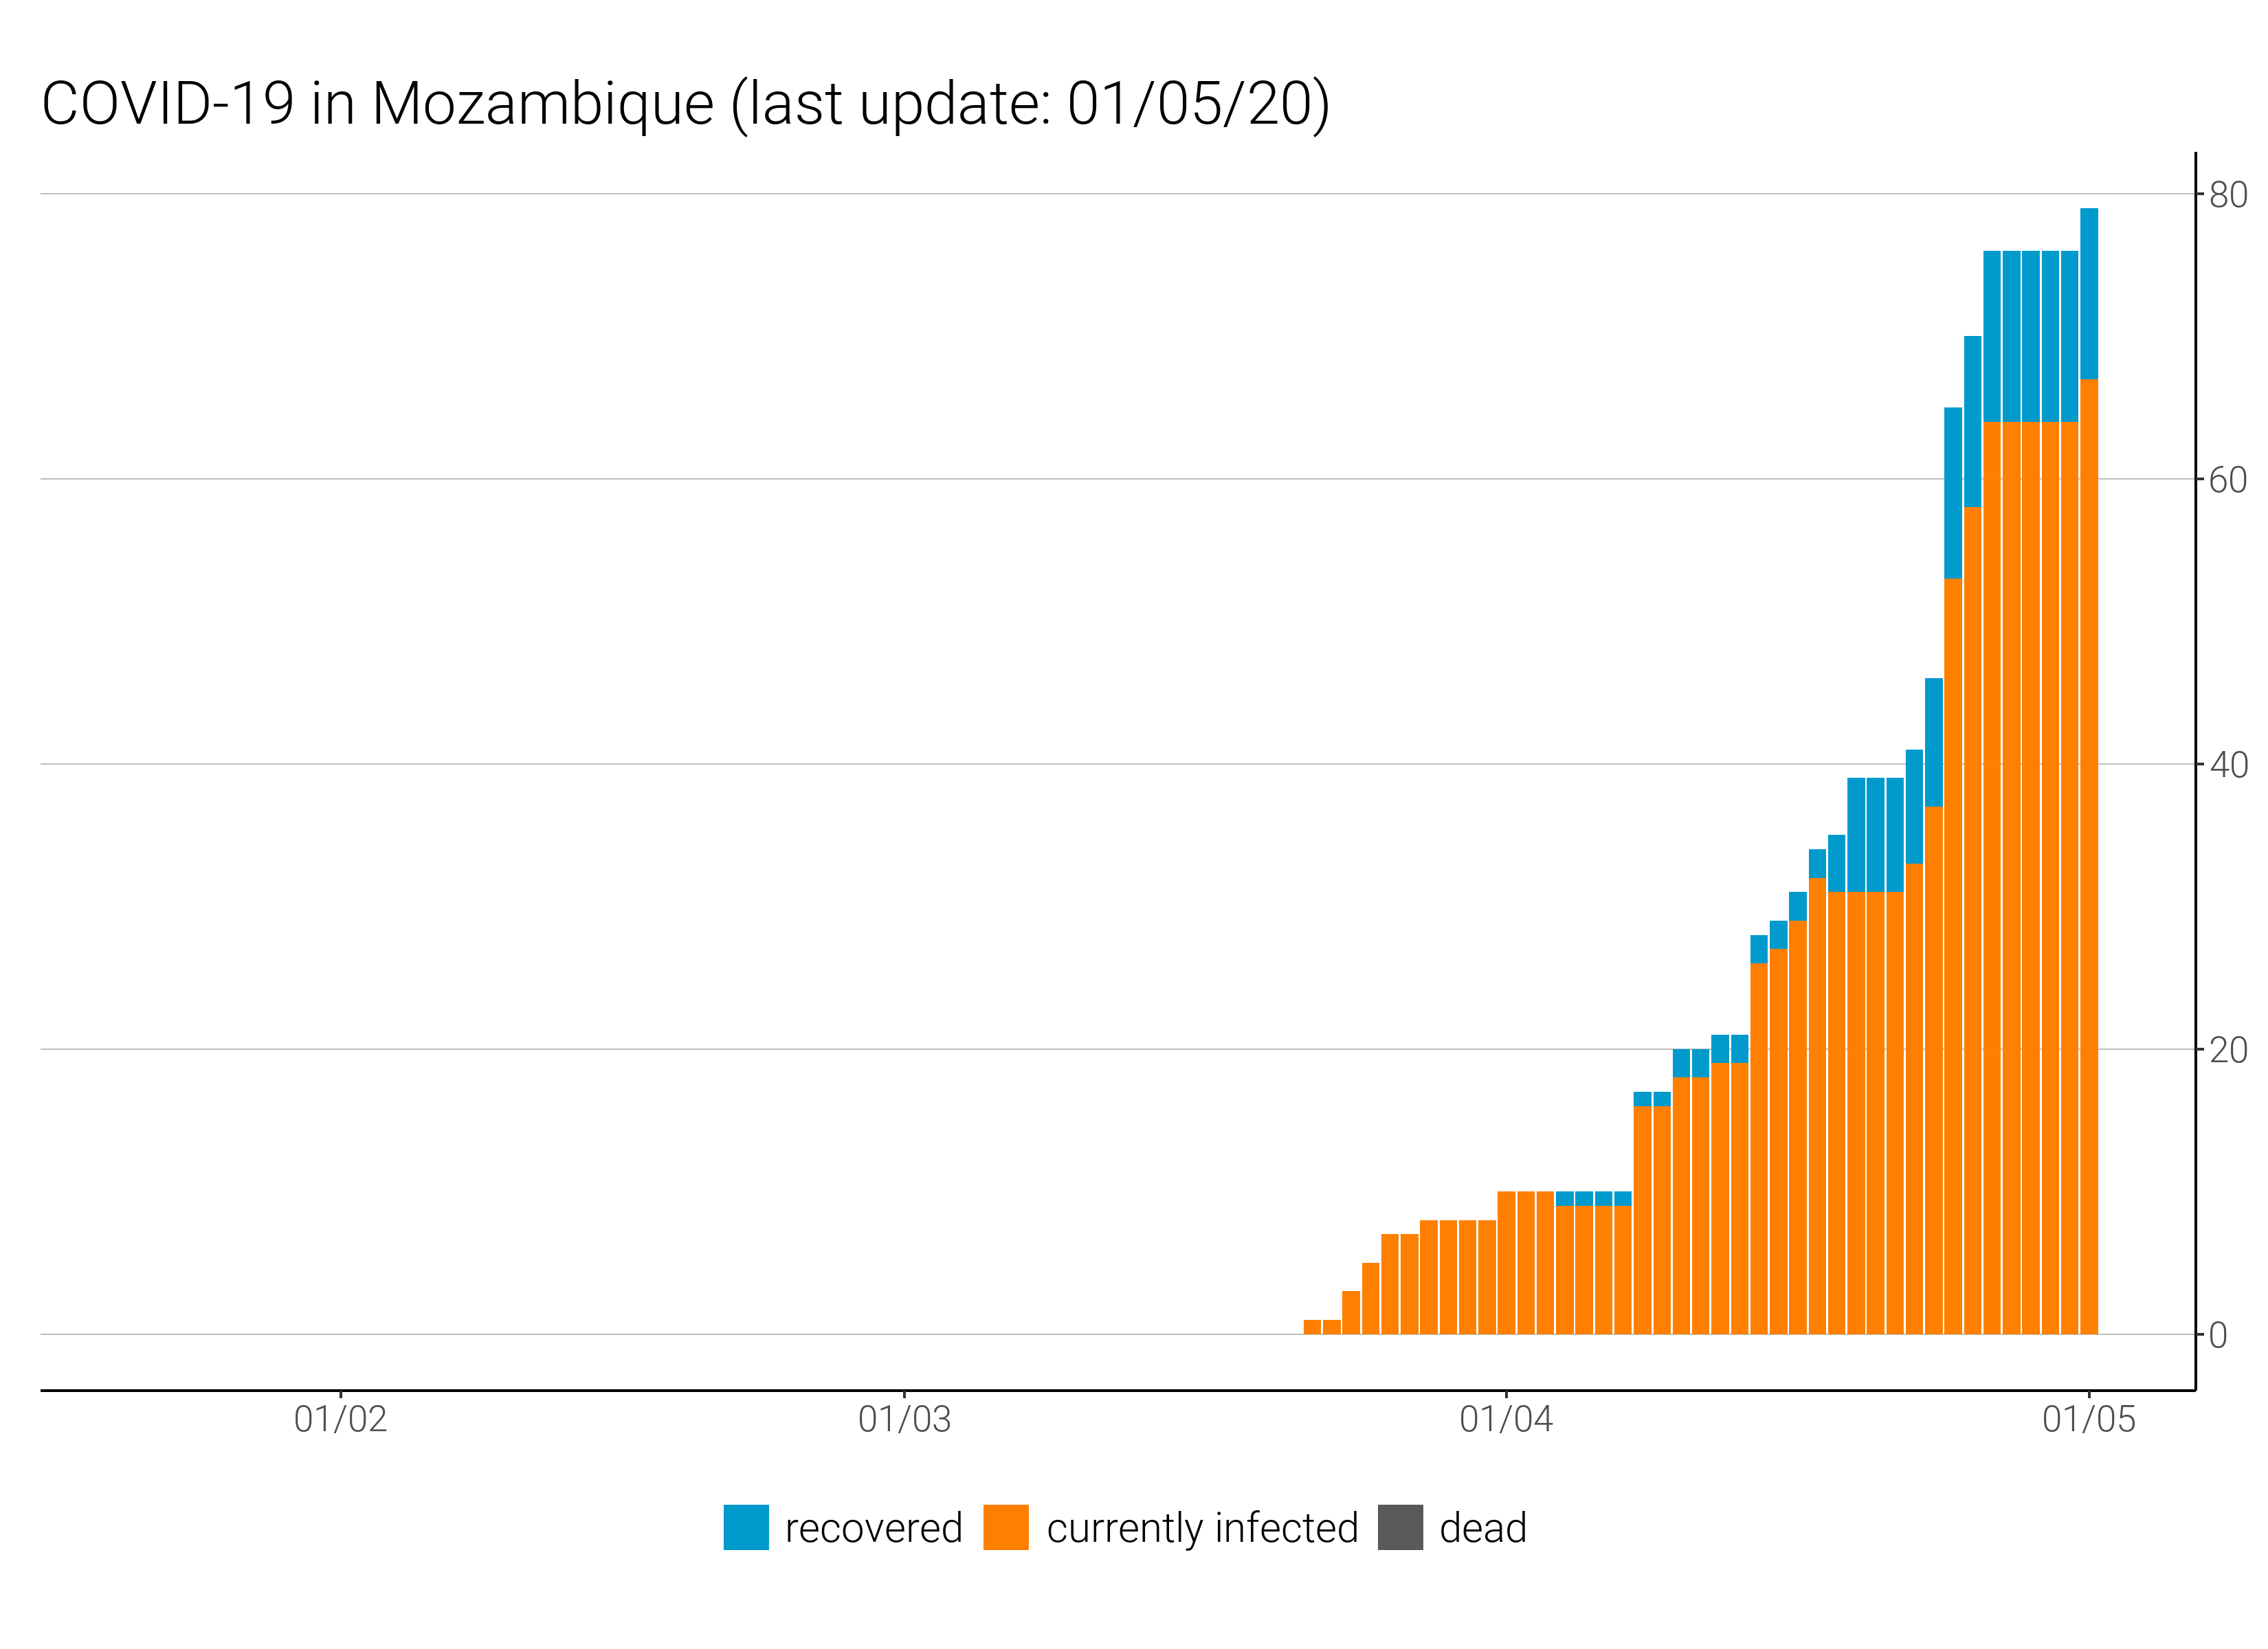 COVID-19 in Mozambique (last update: 01/05/20)
80
60
40
20
0
01/02 01/03 01/04 01/05
recovered currently infected dead